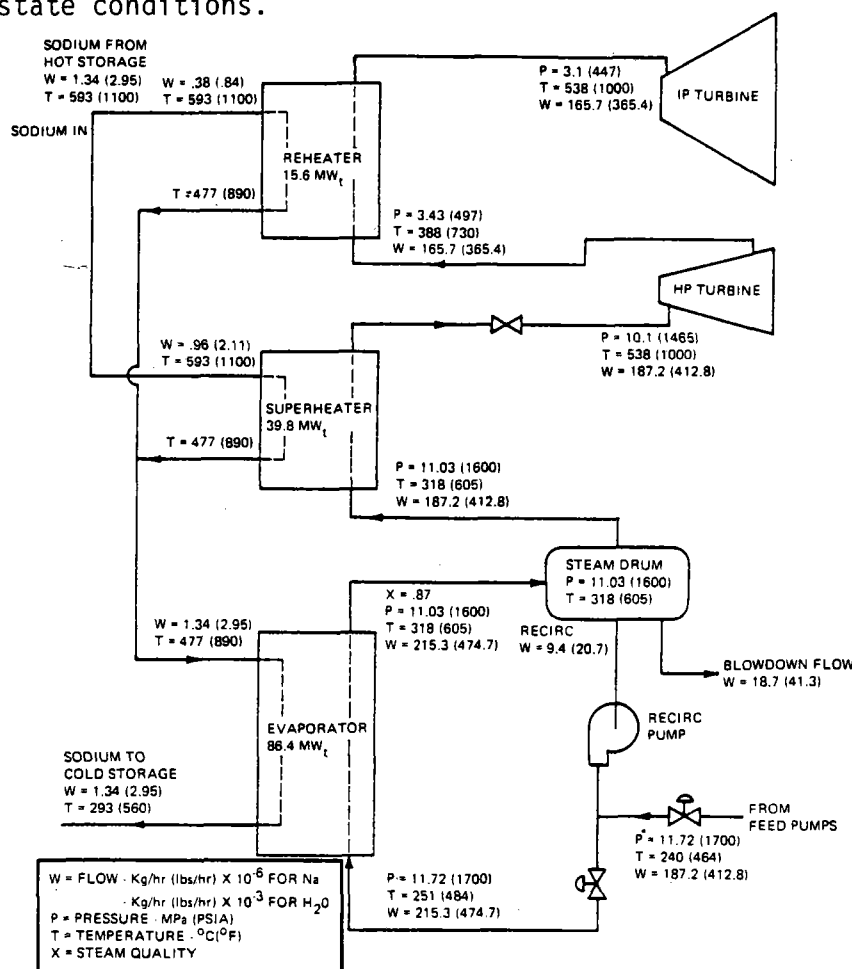 state conditions.
SODIUM FROM
HOT STORAGE
W = 1.34 (2.95)
T = 593 (1100)
W = .38 (.84)
T = 593 (1100)
SODIUM IN
REHEATER
15.6 MWt
T = 477 (890)
P = 3.1 (447)
T = 538 (1000)
W = 165.7 (365.4)
IP TURBINE
P = 3.43 (497)
T = 388 (730)
W = 165.7 (365.4)
HP TURBINE
W = .96 (2.11)
T = 593 (1100)
SUPERHEATER
39.8 MWt
T = 477 (890)
P = 10.1 (1465)
T = 538 (1000)
W = 187.2 (412.8)
P = 11.03 (1600)
T = 318 (605)
W = 187.2 (412.8)
STEAM DRUM
P = 11.03 (1600)
T = 318 (605)
X = .87
P = 11.03 (1600)
T = 318 (605)
W = 215.3 (474.7)
RECIRC
W = 9.4 (20.7)
BLOWDOWN FLOW
W = 18.7 (41.3)
W = 1.34 (2.95)
T = 477 (890)
EVAPORATOR
86.4 MWt
RECIRC
PUMP
SODIUM TO
COLD STORAGE
W = 1.34 (2.95)
T = 293 (560)
FROM
FEED PUMPS
P = 11.72 (1700)
T = 240 (464)
W = 187.2 (412.8)
P = 11.72 (1700)
T = 251 (484)
W = 215.3 (474.7)
W = FLOW - Kg/hr (lbs/hr) X 10-6 FOR Na
- Kg/hr (lbs/hr) X 10-3 FOR H2O
P = PRESSURE - MPa (PSIA)
T = TEMPERATURE - °C(°F)
X = STEAM QUALITY